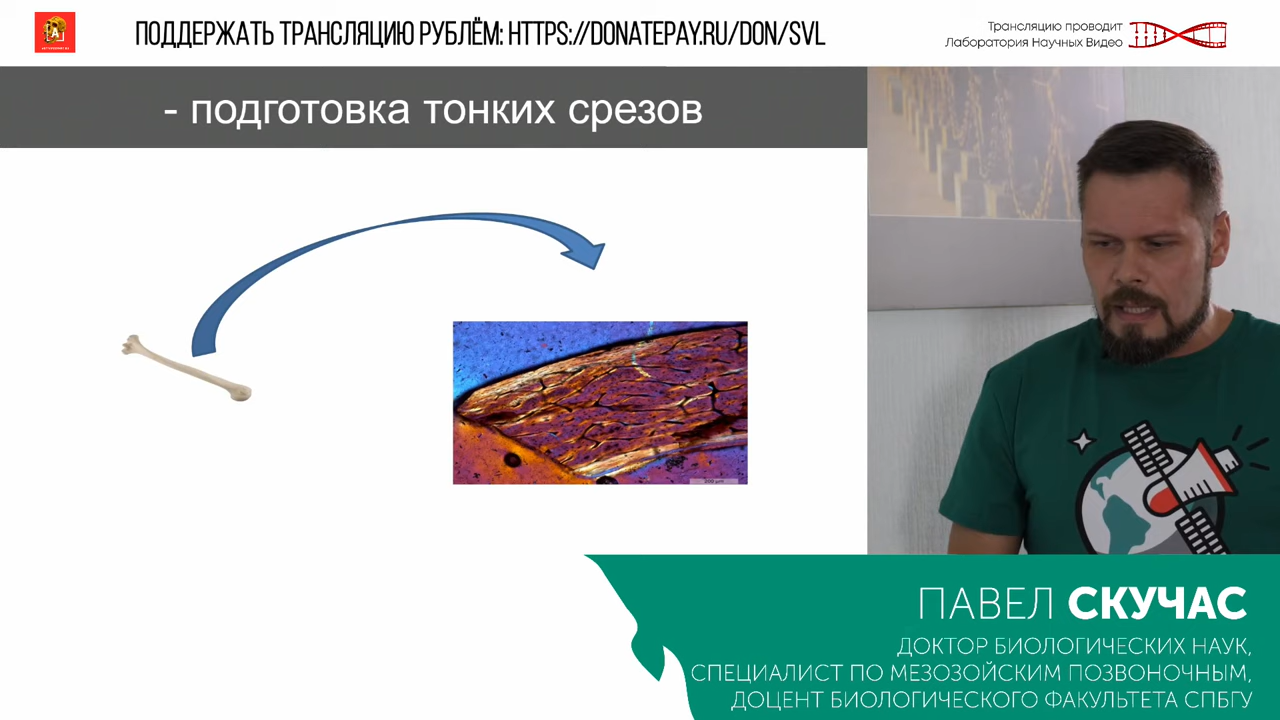 ПОДДЕРЖАТЬ ТРАНСЛЯЦИЮ РУБЛЁМ: HTTPS://DONATEPAY.RU/DON/SVL
Трансляцию проводит
Лаборатория Научных Видео
- подготовка тонких срезов
ПАВЕЛ СКУЧАС
ДОКТОР БИОЛОГИЧЕСКИХ НАУК,
СПЕЦИАЛИСТ ПО МЕЗОЗОЙСКИМ ПОЗВОНОЧНЫМ,
ДОЦЕНТ БИОЛОГИЧЕСКОГО ФАКУЛЬТЕТА СПБГУ